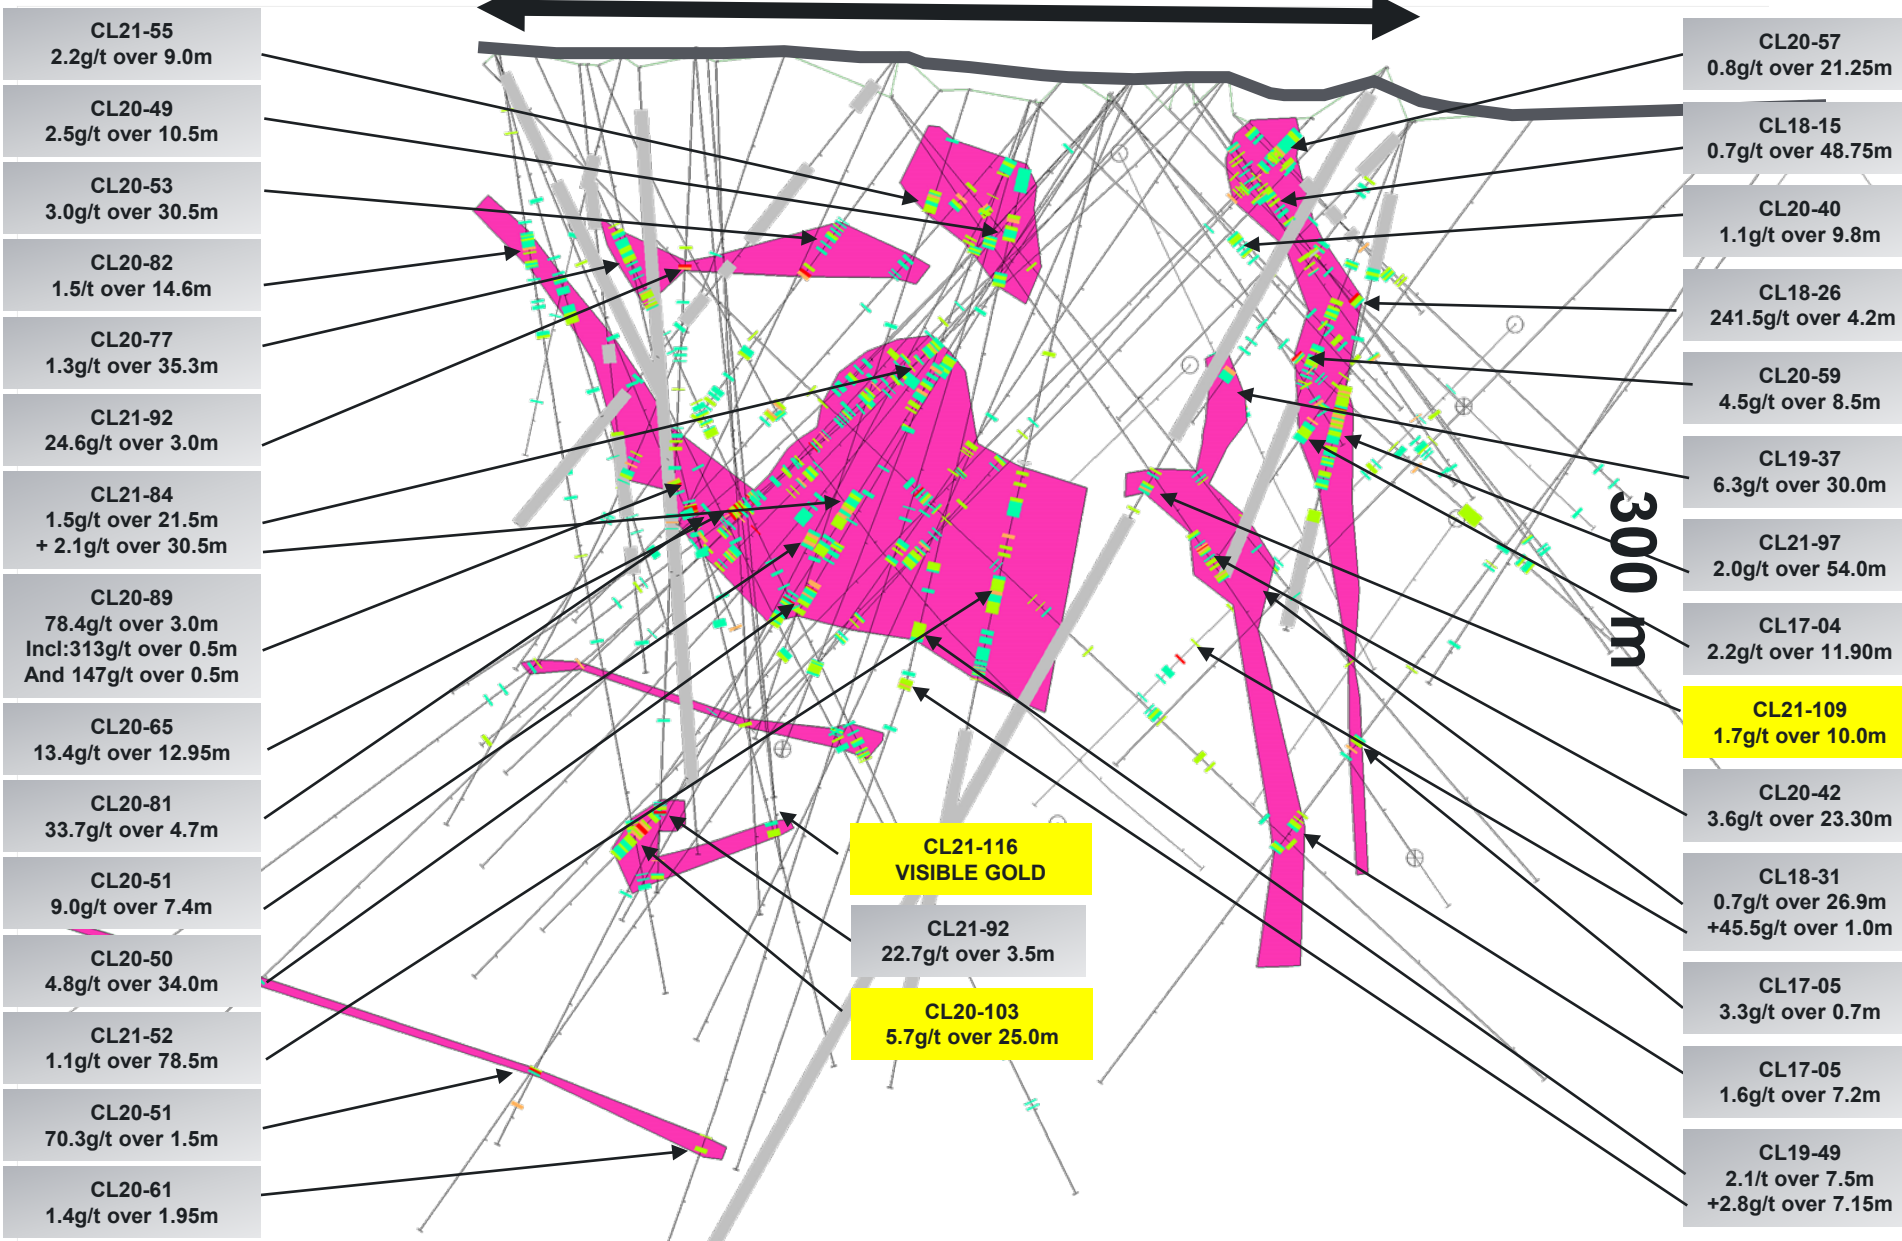 CL21-55
2.2g/t over 9.0m
CL20-49
2.5g/t over 10.5m
CL20-53
3.0g/t over 30.5m
CL20-82
1.5/t over 14.6m
CL20-77
1.3g/t over 35.3m
CL21-92
24.6g/t over 3.0m
CL21-84
1.5g/t over 21.5m
+ 2.1g/t over 30.5m
CL20-89
78.4g/t over 3.0m
Incl:313g/t over 0.5m
And 147g/t over 0.5m
CL20-65
13.4g/t over 12.95m
CL20-81
33.7g/t over 4.7m
CL20-51
9.0g/t over 7.4m
CL20-50
4.8g/t over 34.0m
CL21-52
1.1g/t over 78.5m
CL20-51
70.3g/t over 1.5m
CL20-61
1.4g/t over 1.95m
CL21-116
VISIBLE GOLD
CL21-92
22.7g/t over 3.5m
CL20-103
5.7g/t over 25.0m
300 m
CL20-57
0.8g/t over 21.25m
CL18-15
0.7g/t over 48.75m
CL20-40
1.1g/t over 9.8m
CL18-26
241.5g/t over 4.2m
CL20-59
4.5g/t over 8.5m
CL19-37
6.3g/t over 30.0m
CL21-97
2.0g/t over 54.0m
CL17-04
2.2g/t over 11.90m
CL21-109
1.7g/t over 10.0m
CL20-42
3.6g/t over 23.30m
CL18-31
0.7g/t over 26.9m
+45.5g/t over 1.0m
CL17-05
3.3g/t over 0.7m
CL17-05
1.6g/t over 7.2m
CL19-49
2.1/t over 7.5m
+2.8g/t over 7.15m